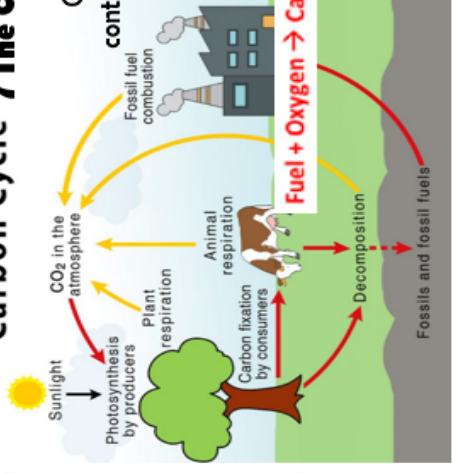 Carbon Cycle
cont
CO₂ in the
atmosphere
Sunlight
Photosynthesis
by producers
Plant
respiration
Animal
respiration
Fossil fuel
combustion
Fuel + Oxygen → Ca
Carbon fixation
by consumers
Decomposition
Fossils and fossil fuels